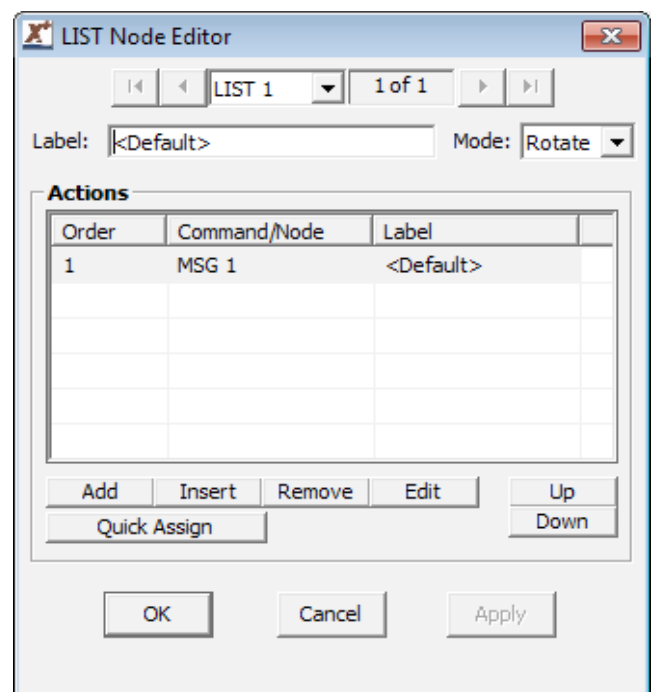 LIST Node Editor
LIST 1 1 of 1
Label: <Default> Mode: Rotate
Actions
Order Command/Node Label
1 MSG 1 <Default>
Add Insert Remove Edit Up
Quick Assign Down
OK Cancel Apply